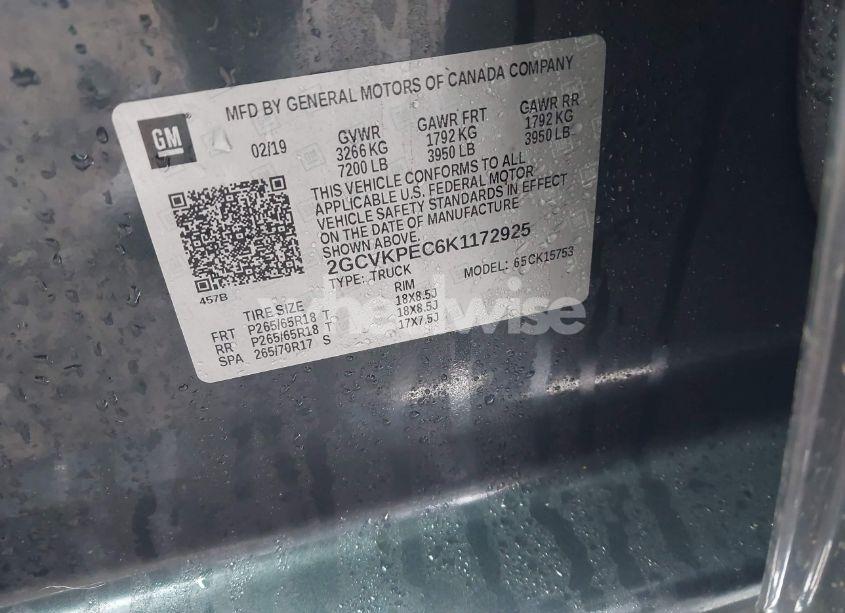 MFD BY GENERAL MOTORS OF CANADA COMPANY
GM
02/19
GVWR GAWR FRT GAWR RR
3266 KG 1792 KG 1792 KG
7200 LB 3950 LB 3950 LB
THIS VEHICLE CONFORMS TO ALL
APPLICABLE U.S. FEDERAL MOTOR
VEHICLE SAFETY STANDARDS IN EFFECT
ON THE DATE OF MANUFACTURE
SHOWN ABOVE.
2GCVKPEC6K1172925
TYPE: TRUCK MODEL: 65CK15753
457B
TIRE SIZE RIM
FRT P265/65R18 T 18X8.5J
RR P265/65R18 T 18X8.5J
SPA 265/70R17 S 17X7.5J
wheelwise